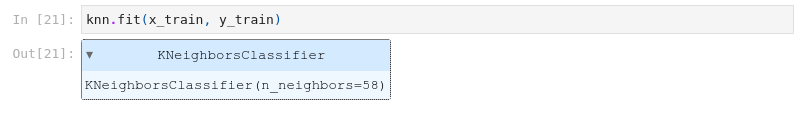 In [21]: knn.fit(x_train, y_train)
Out[21]: ▼ KNeighborsClassifier
KNeighborsClassifier(n_neighbors=58)